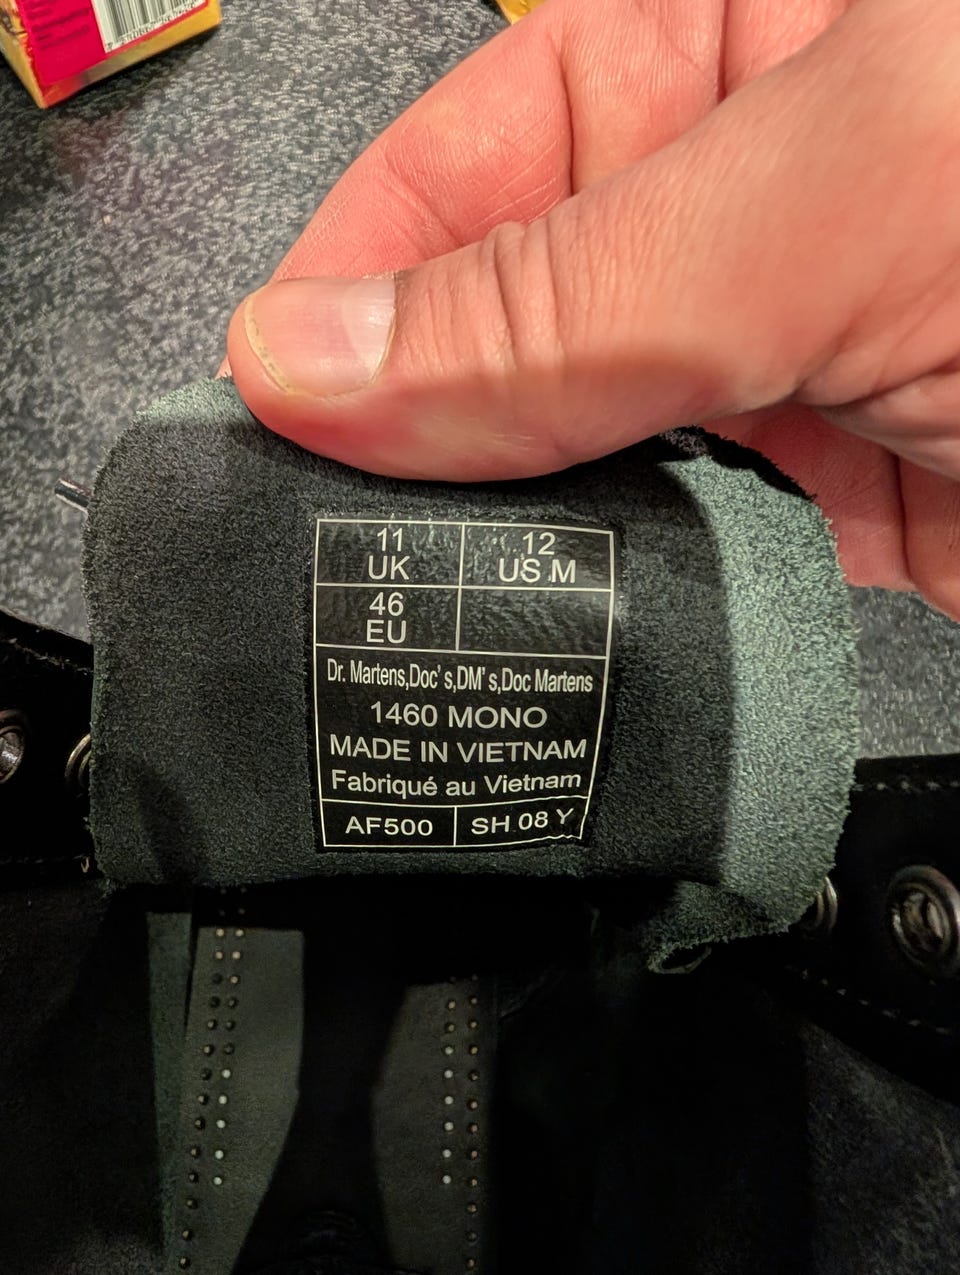 11
UK
12
US M
46
EU
Dr. Martens,Doc's,DM's,Doc Martens
1460 MONO
MADE IN VIETNAM
Fabriqué au Vietnam
AF500
SH 08 Y